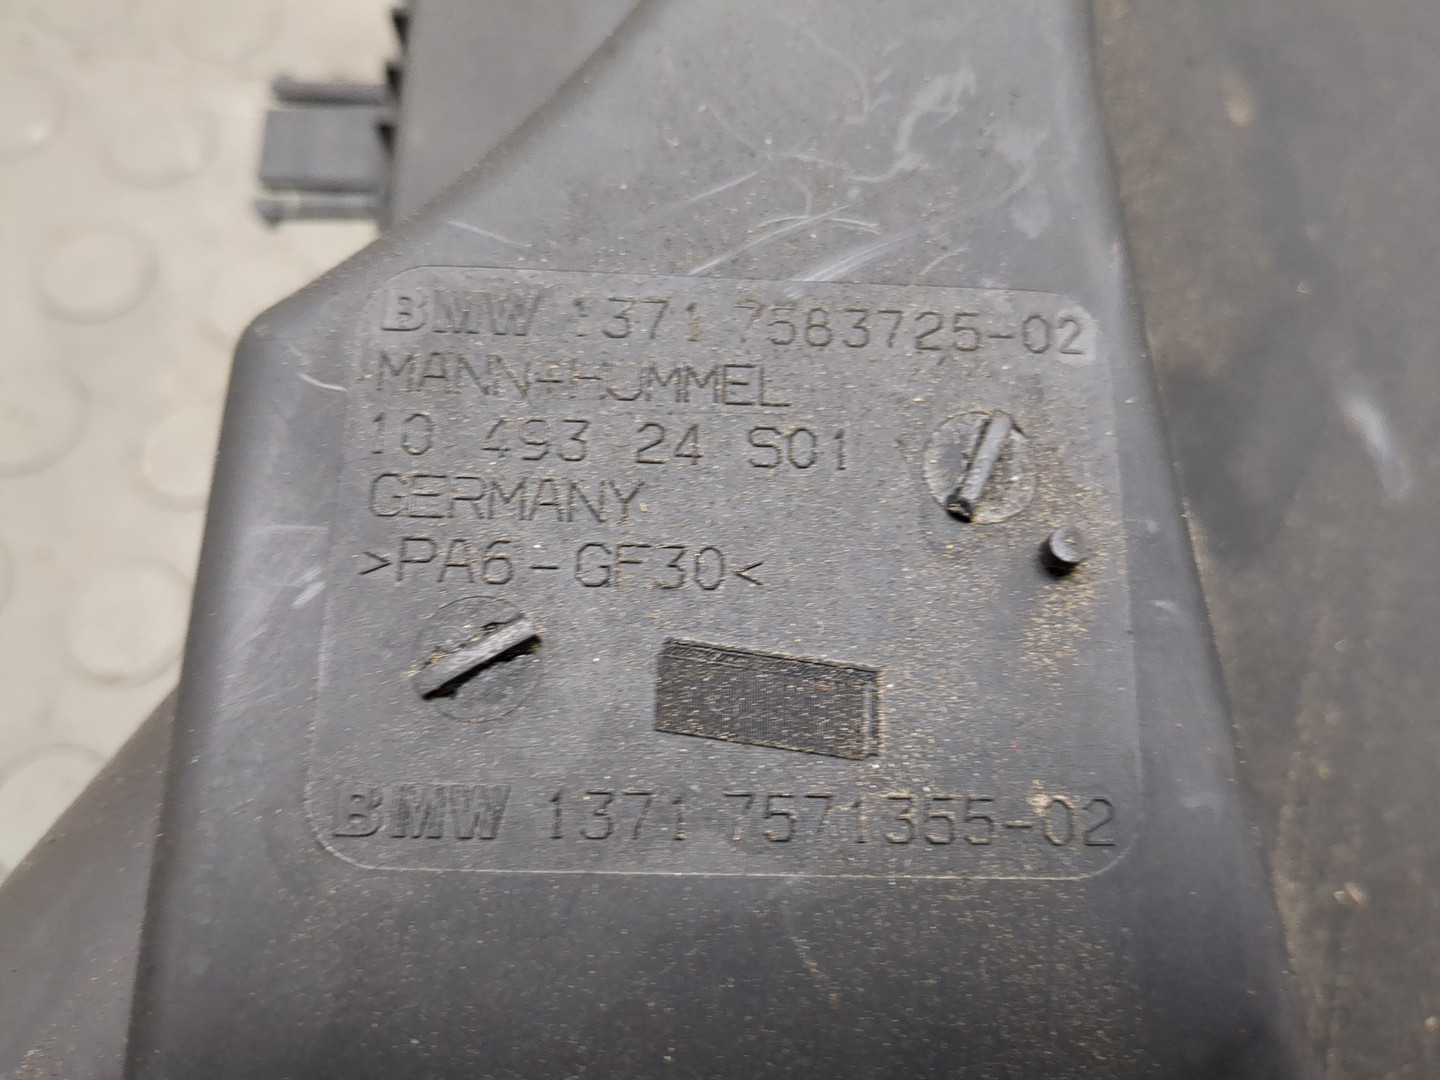 BMW 1371 7583725-02
MANN+HUMMEL
10 493 24 S01
GERMANY
>PA6-GF30<
BMW 1371 7571355-02